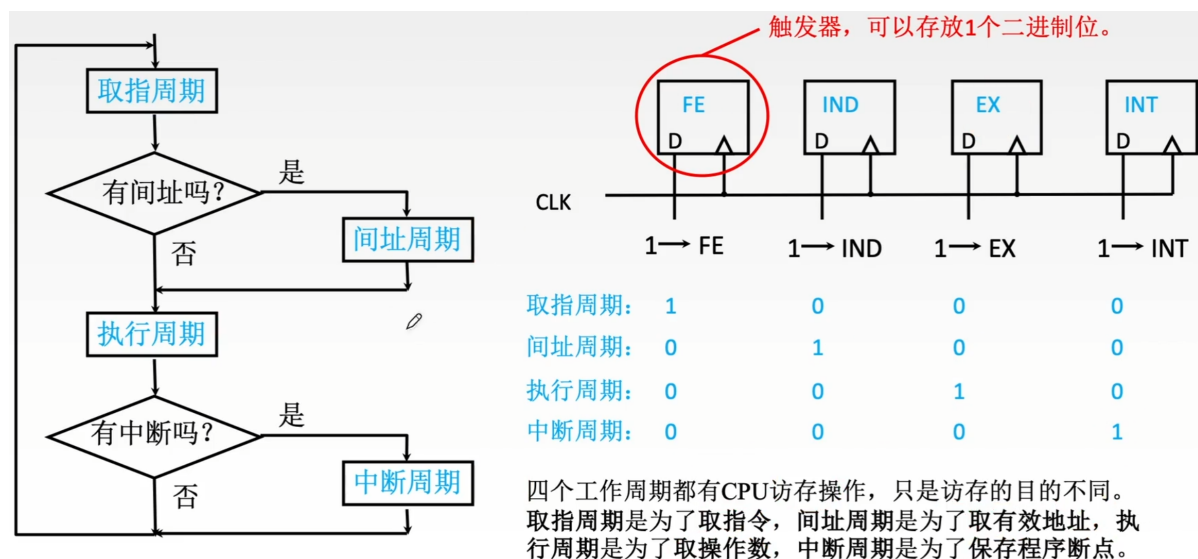 取指周期
有间址吗？
是
间址周期
否
执行周期
有中断吗？
是
中断周期
否
触发器，可以存放1个二进制位。
FE IND EX INT
D D D D
CLK
1→FE 1→IND 1→EX 1→INT
取指周期： 1 0 0 0
间址周期： 0 1 0 0
执行周期： 0 0 1 0
中断周期： 0 0 0 1
四个工作周期都有CPU访存操作，只是访存的目的不同。
取指周期是为了取指令，间址周期是为了取有效地址，执
行周期是为了取操作数，中断周期是为了保存程序断点。